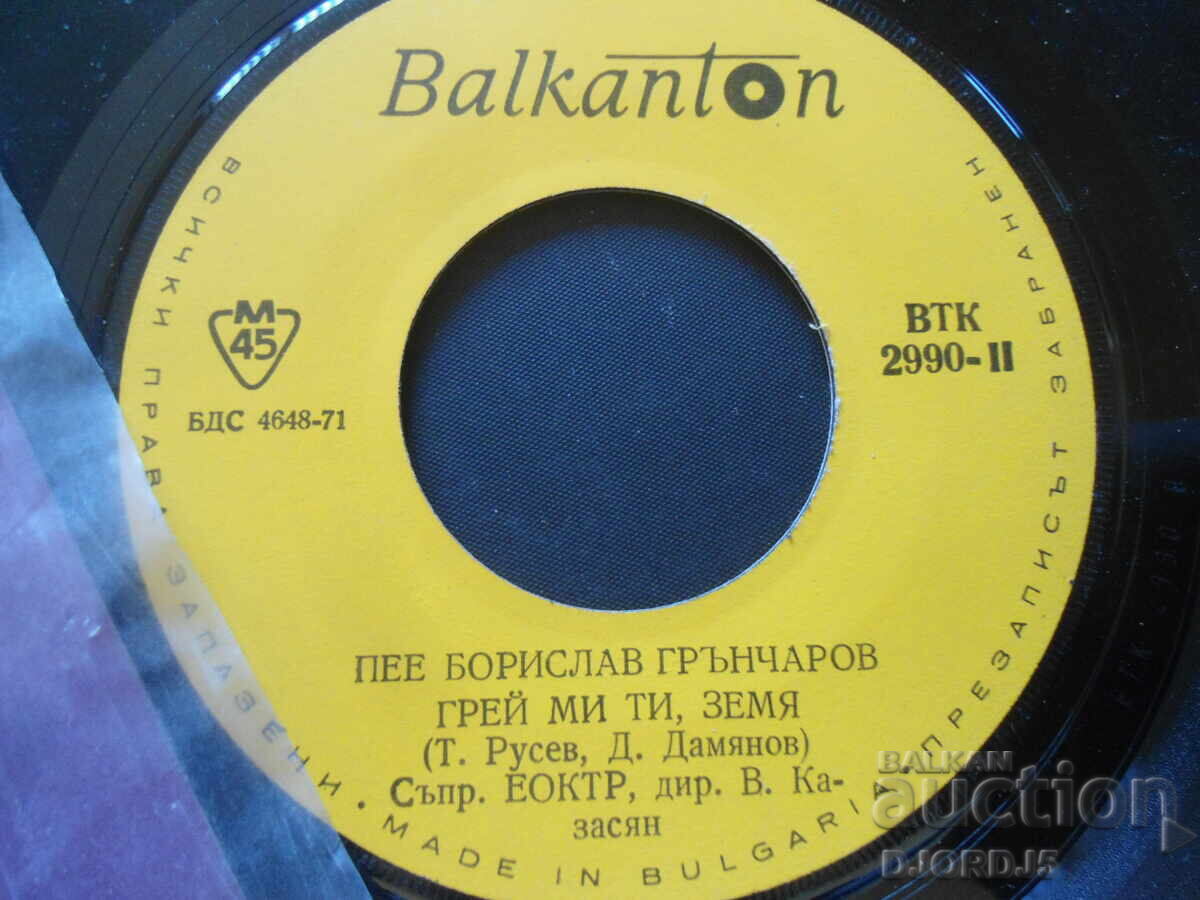 Balkanton
ВСИЧКИ ПРАВА ЗАПАЗЕНИ. MADE IN BULGARIA. ПРЕЗАПИСЪТ ЗАБРАНЕН
М
45
БДС 4648-71
ВТК
2990-II
ПЕЕ БОРИСЛАВ ГРЪНЧАРОВ
ГРЕЙ МИ ТИ, ЗЕМЯ
(Т. Русев, Д. Дамянов)
Съпр. ЕОКТР, дир. В. Ка-
засян
BALKAN
auction
DJORDJ5